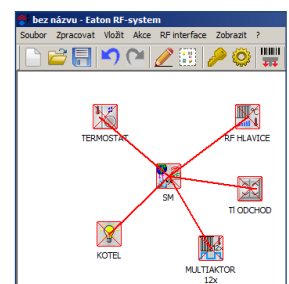 bez názvu - Eaton RF-system
Soubor Zpracovat Vložit Akce RF interface Zobrazit ?
TERMOSTAT
RF HLAVICE
SM
TI ODCHOD
KOTEL
MULTIAKTOR
12x